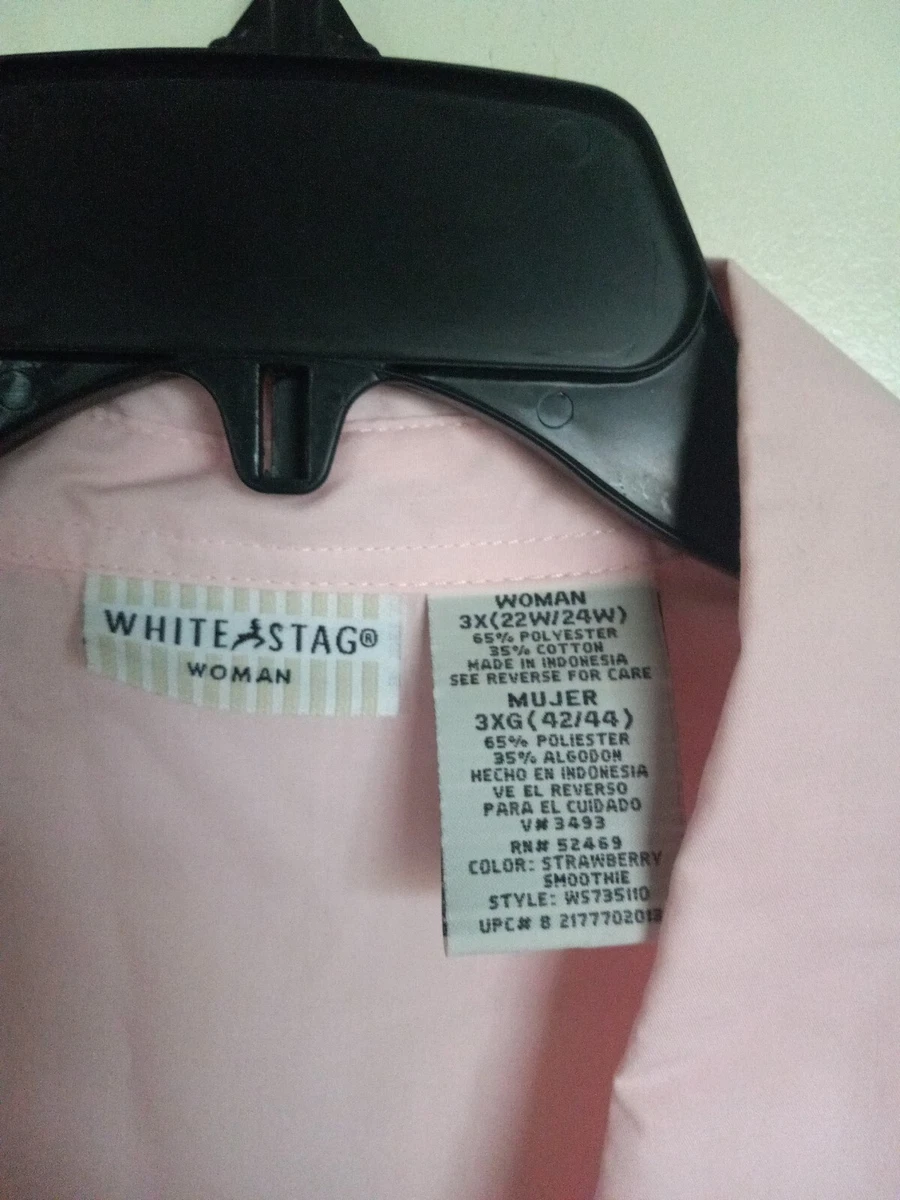 WHITE STAG®
WOMAN
WOMAN
3X(22W/24W)
65% POLYESTER
35% COTTON
MADE IN INDONESIA
SEE REVERSE FOR CARE
MUJER
3XG(42/44)
65% POLIESTER
35% ALGODON
HECHO EN INDONESIA
VE EL REVERSO
PARA EL CUIDADO
V# 3493
RN# 52469
COLOR: STRAWBERRY
SMOOTHIE
STYLE: WS735110
UPC# 8